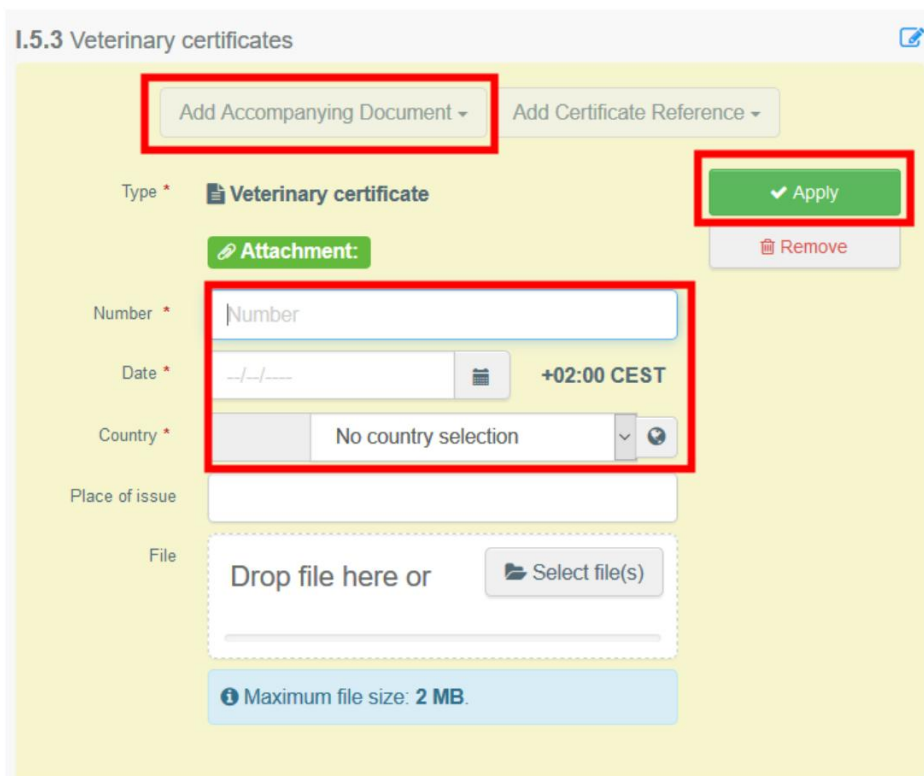 I.5.3 Veterinary certificates
Add Accompanying Document
Add Certificate Reference
Type * Veterinary certificate
Apply
Attachment:
Remove
Number * Number
Date * --/--/---- +02:00 CEST
Country * No country selection
Place of issue
File
Drop file here or Select file(s)
Maximum file size: 2 MB.